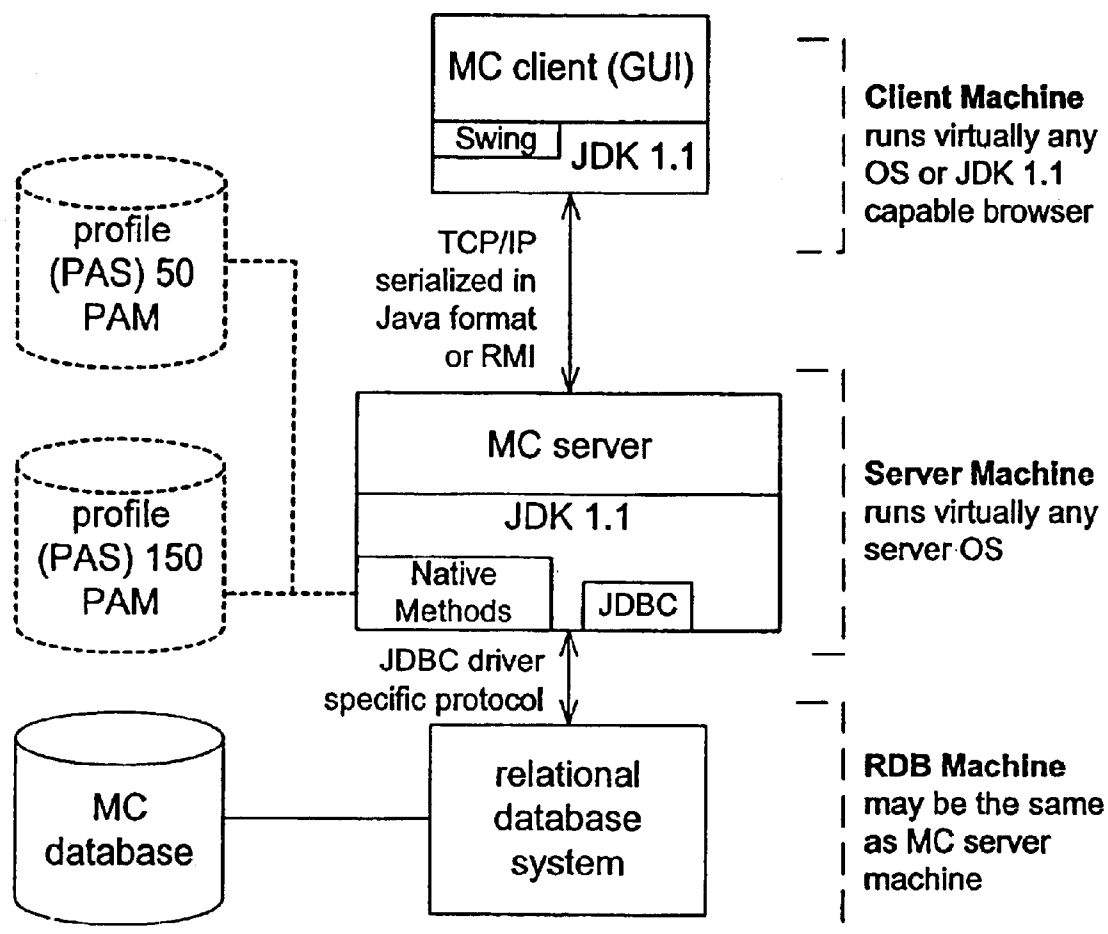 MC client (GUI)
Swing
JDK 1.1
Client Machine
runs virtually any
OS or JDK 1.1
capable browser
profile
(PAS) 50
PAM
TCP/IP
serialized in
Java format
or RMI
MC server
JDK 1.1
Native
Methods
JDBC
Server Machine
runs virtually any
server OS
profile
(PAS) 150
PAM
JDBC driver
specific protocol
MC
database
relational
database
system
RDB Machine
may be the same
as MC server
machine